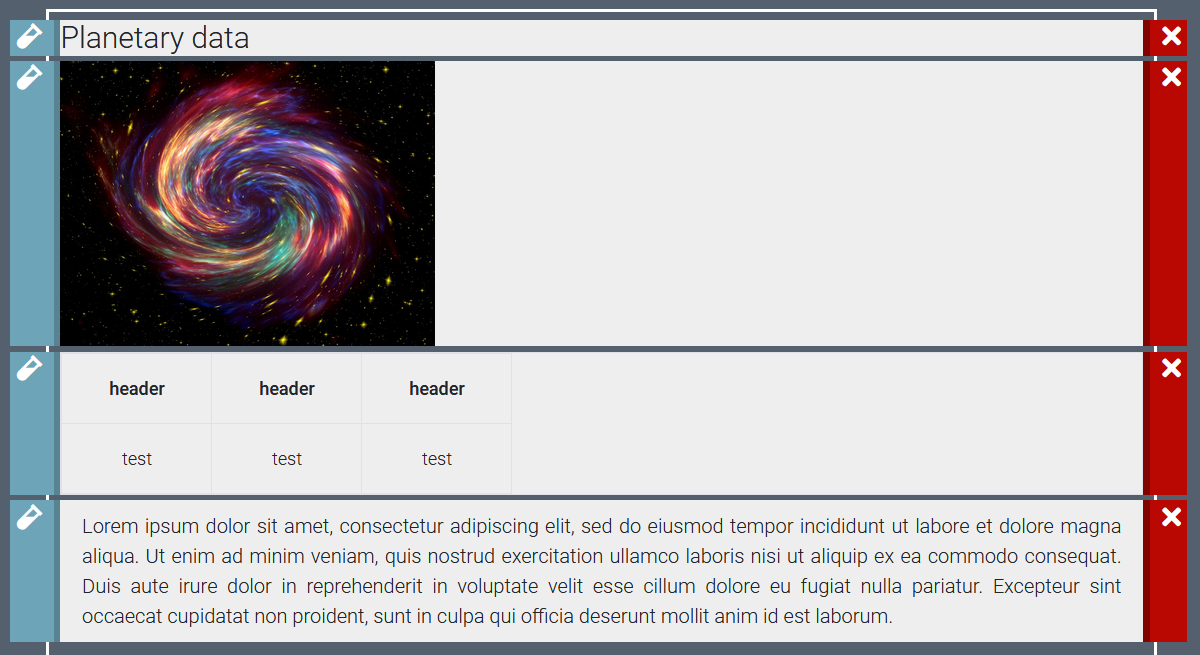 Planetary data
header header header
test test test
Lorem ipsum dolor sit amet, consectetur adipiscing elit, sed do eiusmod tempor incididunt ut labore et dolore magna
aliqua. Ut enim ad minim veniam, quis nostrud exercitation ullamco laboris nisi ut aliquip ex ea commodo consequat.
Duis aute irure dolor in reprehenderit in voluptate velit esse cillum dolore eu fugiat nulla pariatur. Excepteur sint
occaecat cupidatat non proident, sunt in culpa qui officia deserunt mollit anim id est laborum.